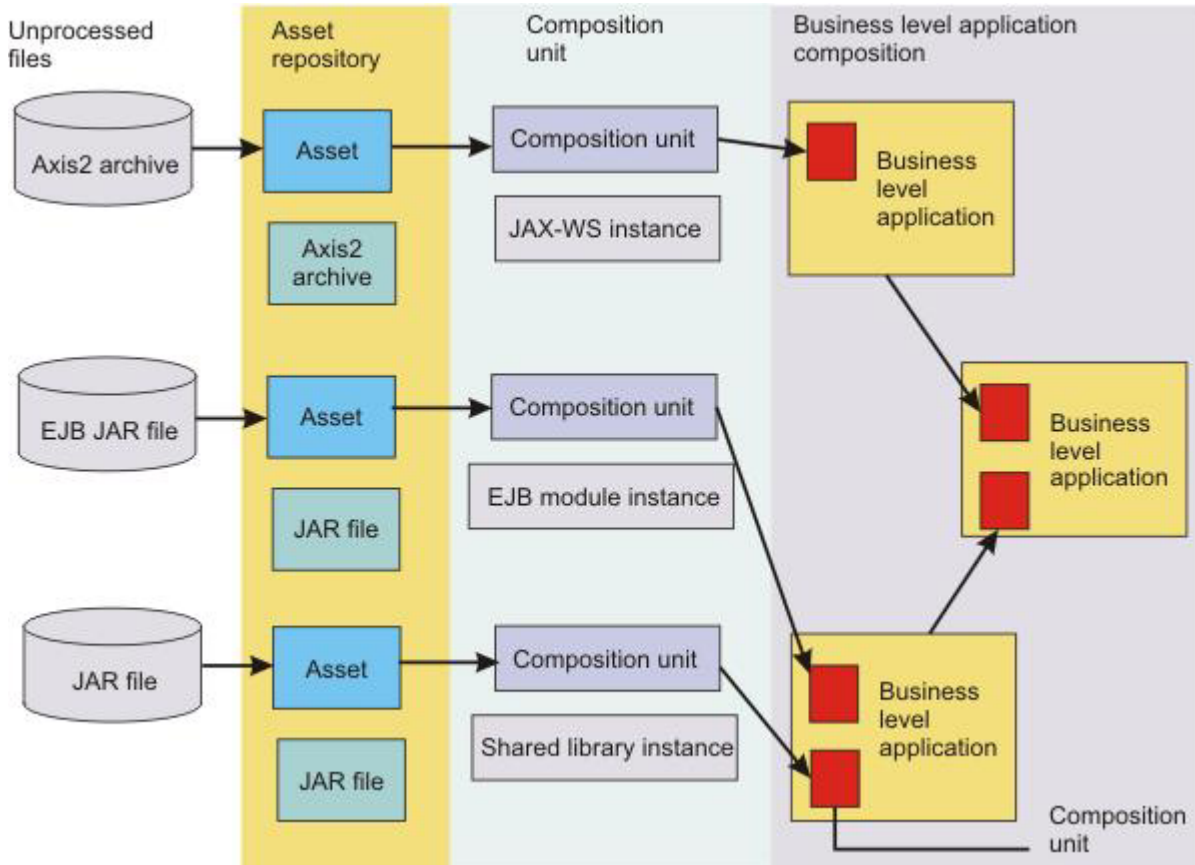 Unprocessed
files
Asset
repository
Composition
unit
Business level application
composition
Axis2 archive
Asset
Composition unit
Business
level
application
JAX-WS instance
Axis2
archive
EJB JAR file
Asset
Composition unit
Business
level
application
EJB module instance
JAR file
JAR file
Asset
Composition unit
Business
level
application
Shared library instance
JAR file
Composition
unit